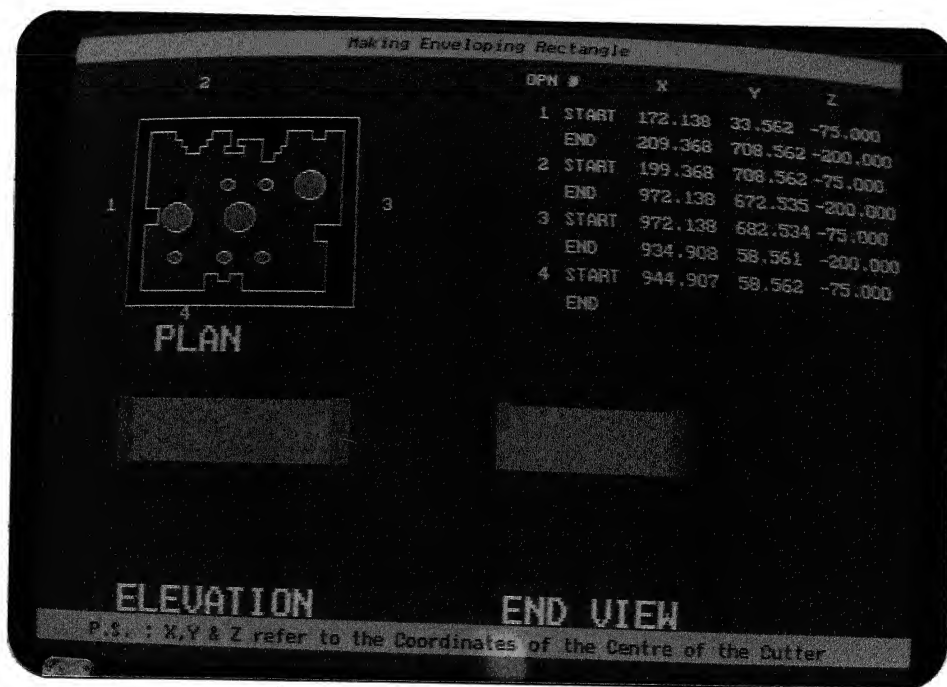 Making Enveloping Rectangle
2
1
3
4
PLAN
OPN # X Y Z
1 START 172.138 33.562 -75.000
END 209.368 708.562 -200.000
2 START 199.368 708.562 -75.000
END 972.138 672.535 -200.000
3 START 972.138 682.534 -75.000
END 934.908 58.561 -200.000
4 START 944.907 58.562 -75.000
END
ELEVATION
END VIEW
P.S. : X,Y & Z refer to the Coordinates of the Centre of the Cutter